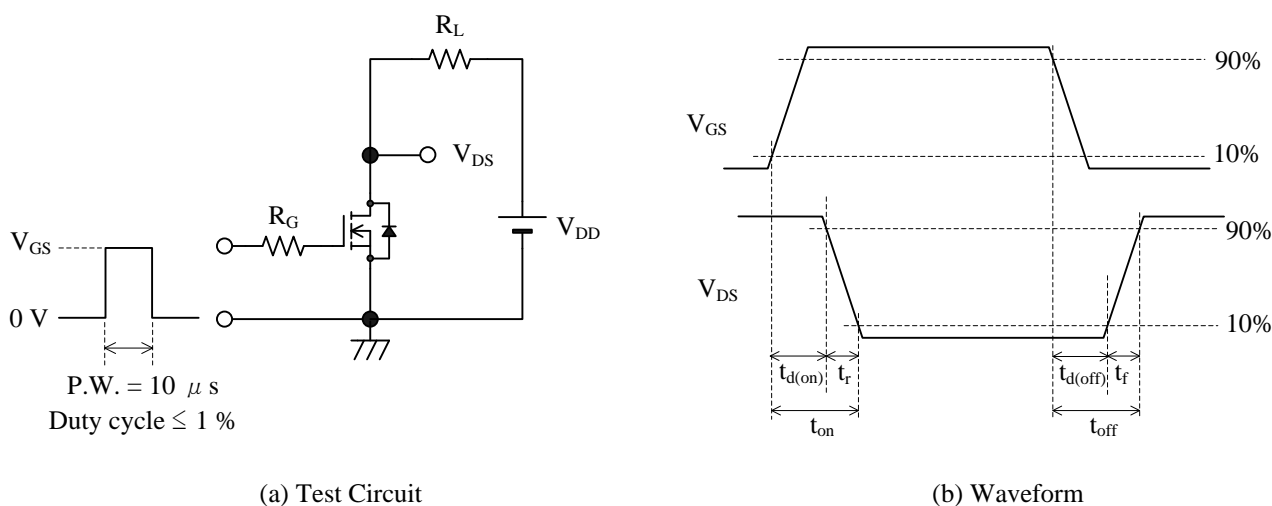 R_L
V_DS
R_G
V_DD
V_GS
0 V
P.W. = 10 μ s
Duty cycle ≤ 1 %
(a) Test Circuit
90%
V_GS
10%
90%
V_DS
10%
t_d(on) t_r t_d(off) t_f
t_on t_off
(b) Waveform